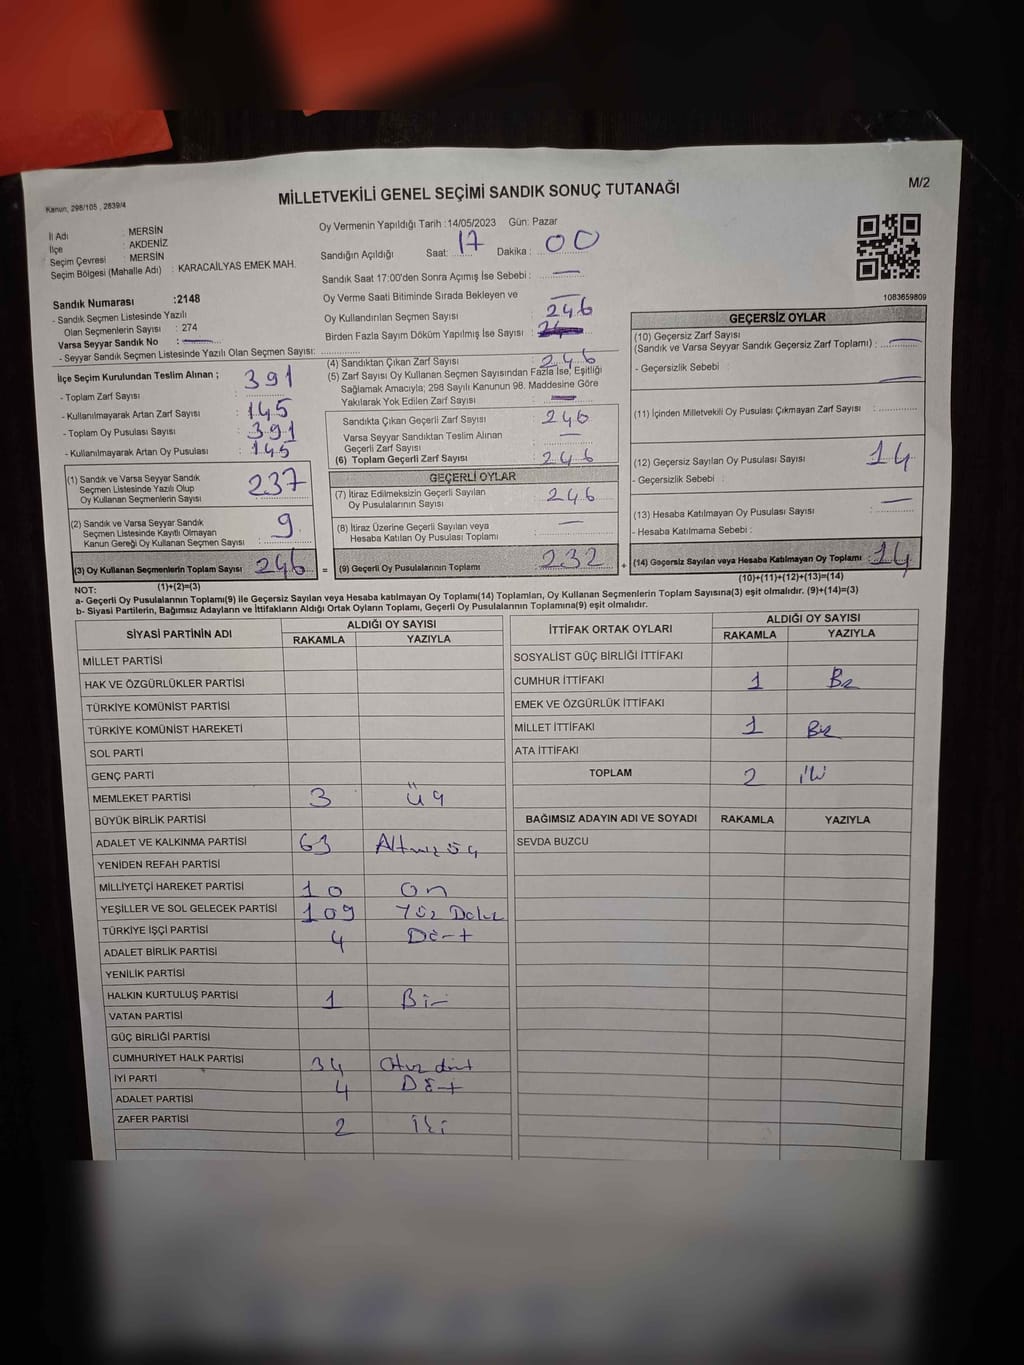 MİLLETVEKİLİ GENEL SEÇİMİ SANDIK SONUÇ TUTANAĞI
M/2
Kanun, 298/105 , 2839/4
İl Adı : MERSİN
İlçe : AKDENİZ
Seçim Çevresi : MERSİN
Seçim Bölgesi (Mahalle Adı) : KARACAİLYAS EMEK MAH.
Oy Vermenin Yapıldığı Tarih : 14/05/2023 Gün: Pazar
Sandığın Açıldığı Saat: 17 Dakika : 00
Sandık Saat 17:00'den Sonra Açımış İse Sebebi : —
Oy Verme Saati Bitiminde Sırada Bekleyen ve —
Oy Kullandırılan Seçmen Sayısı : 246
Birden Fazla Sayım Döküm Yapılmış İse Sayısı :
1083659809
Sandık Numarası :2148
- Sandık Seçmen Listesinde Yazılı
Olan Seçmenlerin Sayısı : 274
Varsa Seyyar Sandık No : —
- Seyyar Sandık Seçmen Listesinde Yazılı Olan Seçmen Sayısı:
İlçe Seçim Kurulundan Teslim Alınan ;
- Toplam Zarf Sayısı : 391
- Kullanılmayarak Artan Zarf Sayısı : 145
- Toplam Oy Pusulası Sayısı : 391
- Kullanılmayarak Artan Oy Pusulası : 145
(1) Sandık ve Varsa Seyyar Sandık
Seçmen Listesinde Yazılı Olup
Oy Kullanan Seçmenlerin Sayısı : 237
(2) Sandık ve Varsa Seyyar Sandık
Seçmen Listesinde Kayıtlı Olmayan
Kanun Gereği Oy Kullanan Seçmen Sayısı : 9
(3) Oy Kullanan Seçmenlerin Toplam Sayısı : 246
(1)+(2)=(3)
(4) Sandıktan Çıkan Zarf Sayısı : 246
(5) Zarf Sayısı Oy Kullanan Seçmen Sayısından Fazla İse, Eşitliği
Sağlamak Amacıyla; 298 Sayılı Kanunun 98. Maddesine Göre
Yakılarak Yok Edilen Zarf Sayısı : —
Sandıkta Çıkan Geçerli Zarf Sayısı : 246
Varsa Seyyar Sandıktan Teslim Alınan
Geçerli Zarf Sayısı : —
(6) Toplam Geçerli Zarf Sayısı : 246
GEÇERLİ OYLAR
(7) İtiraz Edilmeksizin Geçerli Sayılan
Oy Pusulalarının Sayısı : 246
(8) İtiraz Üzerine Geçerli Sayılan veya
Hesaba Katılan Oy Pusulası Toplamı : —
= (9) Geçerli Oy Pusulalarının Toplamı : 232
GEÇERSİZ OYLAR
(10) Geçersiz Zarf Sayısı
(Sandık ve Varsa Seyyar Sandık Geçersiz Zarf Toplamı) : —
- Geçersizlik Sebebi : —
(11) İçinden Milletvekili Oy Pusulası Çıkmayan Zarf Sayısı :
(12) Geçersiz Sayılan Oy Pusulası Sayısı : 14
- Geçersizlik Sebebi :
(13) Hesaba Katılmayan Oy Pusulası Sayısı : —
- Hesaba Katılmama Sebebi :
+ (14) Geçersiz Sayılan veya Hesaba Katılmayan Oy Toplamı : 14
(10)+(11)+(12)+(13)=(14)
NOT:
a- Geçerli Oy Pusulalarının Toplamı(9) ile Geçersiz Sayılan veya Hesaba Katılmayan Oy Toplamı(14) Toplamları, Oy Kullanan Seçmenlerin Toplam Sayısına(3) eşit olmalıdır. (9)+(14)=(3)
b- Siyasi Partilerin, Bağımsız Adayların ve İttifakların Aldığı Ortak Oyların Toplamı, Geçerli Oy Pusulalarının Toplamına(9) eşit olmalıdır.
SİYASİ PARTİNİN ADI ALDIĞI OY SAYISI
RAKAMLA YAZIYLA
MİLLET PARTİSİ
HAK VE ÖZGÜRLÜKLER PARTİSİ
TÜRKİYE KOMÜNİST PARTİSİ
TÜRKİYE KOMÜNİST HAREKETİ
SOL PARTİ
GENÇ PARTİ
MEMLEKET PARTİSİ 3 Üç
BÜYÜK BİRLİK PARTİSİ
ADALET VE KALKINMA PARTİSİ 63 Altmış üç
YENİDEN REFAH PARTİSİ
MİLLİYETÇİ HAREKET PARTİSİ 10 On
YEŞİLLER VE SOL GELECEK PARTİSİ 109 Yüz Dokuz
TÜRKİYE İŞÇİ PARTİSİ 4 Dört
ADALET BİRLİK PARTİSİ
YENİLİK PARTİSİ
HALKIN KURTULUŞ PARTİSİ 1 Bir
VATAN PARTİSİ
GÜÇ BİRLİĞİ PARTİSİ
CUMHURİYET HALK PARTİSİ 34 Otuz dört
İYİ PARTİ 4 Dört
ADALET PARTİSİ
ZAFER PARTİSİ 2 İki
İTTİFAK ORTAK OYLARI ALDIĞI OY SAYISI
RAKAMLA YAZIYLA
SOSYALİST GÜÇ BİRLİĞİ İTTİFAKI
CUMHUR İTTİFAKI 1 Bir
EMEK VE ÖZGÜRLÜK İTTİFAKI
MİLLET İTTİFAKI 1 Bir
ATA İTTİFAKI
TOPLAM 2 iki
BAĞIMSIZ ADAYIN ADI VE SOYADI RAKAMLA YAZIYLA
SEVDA BUZCU